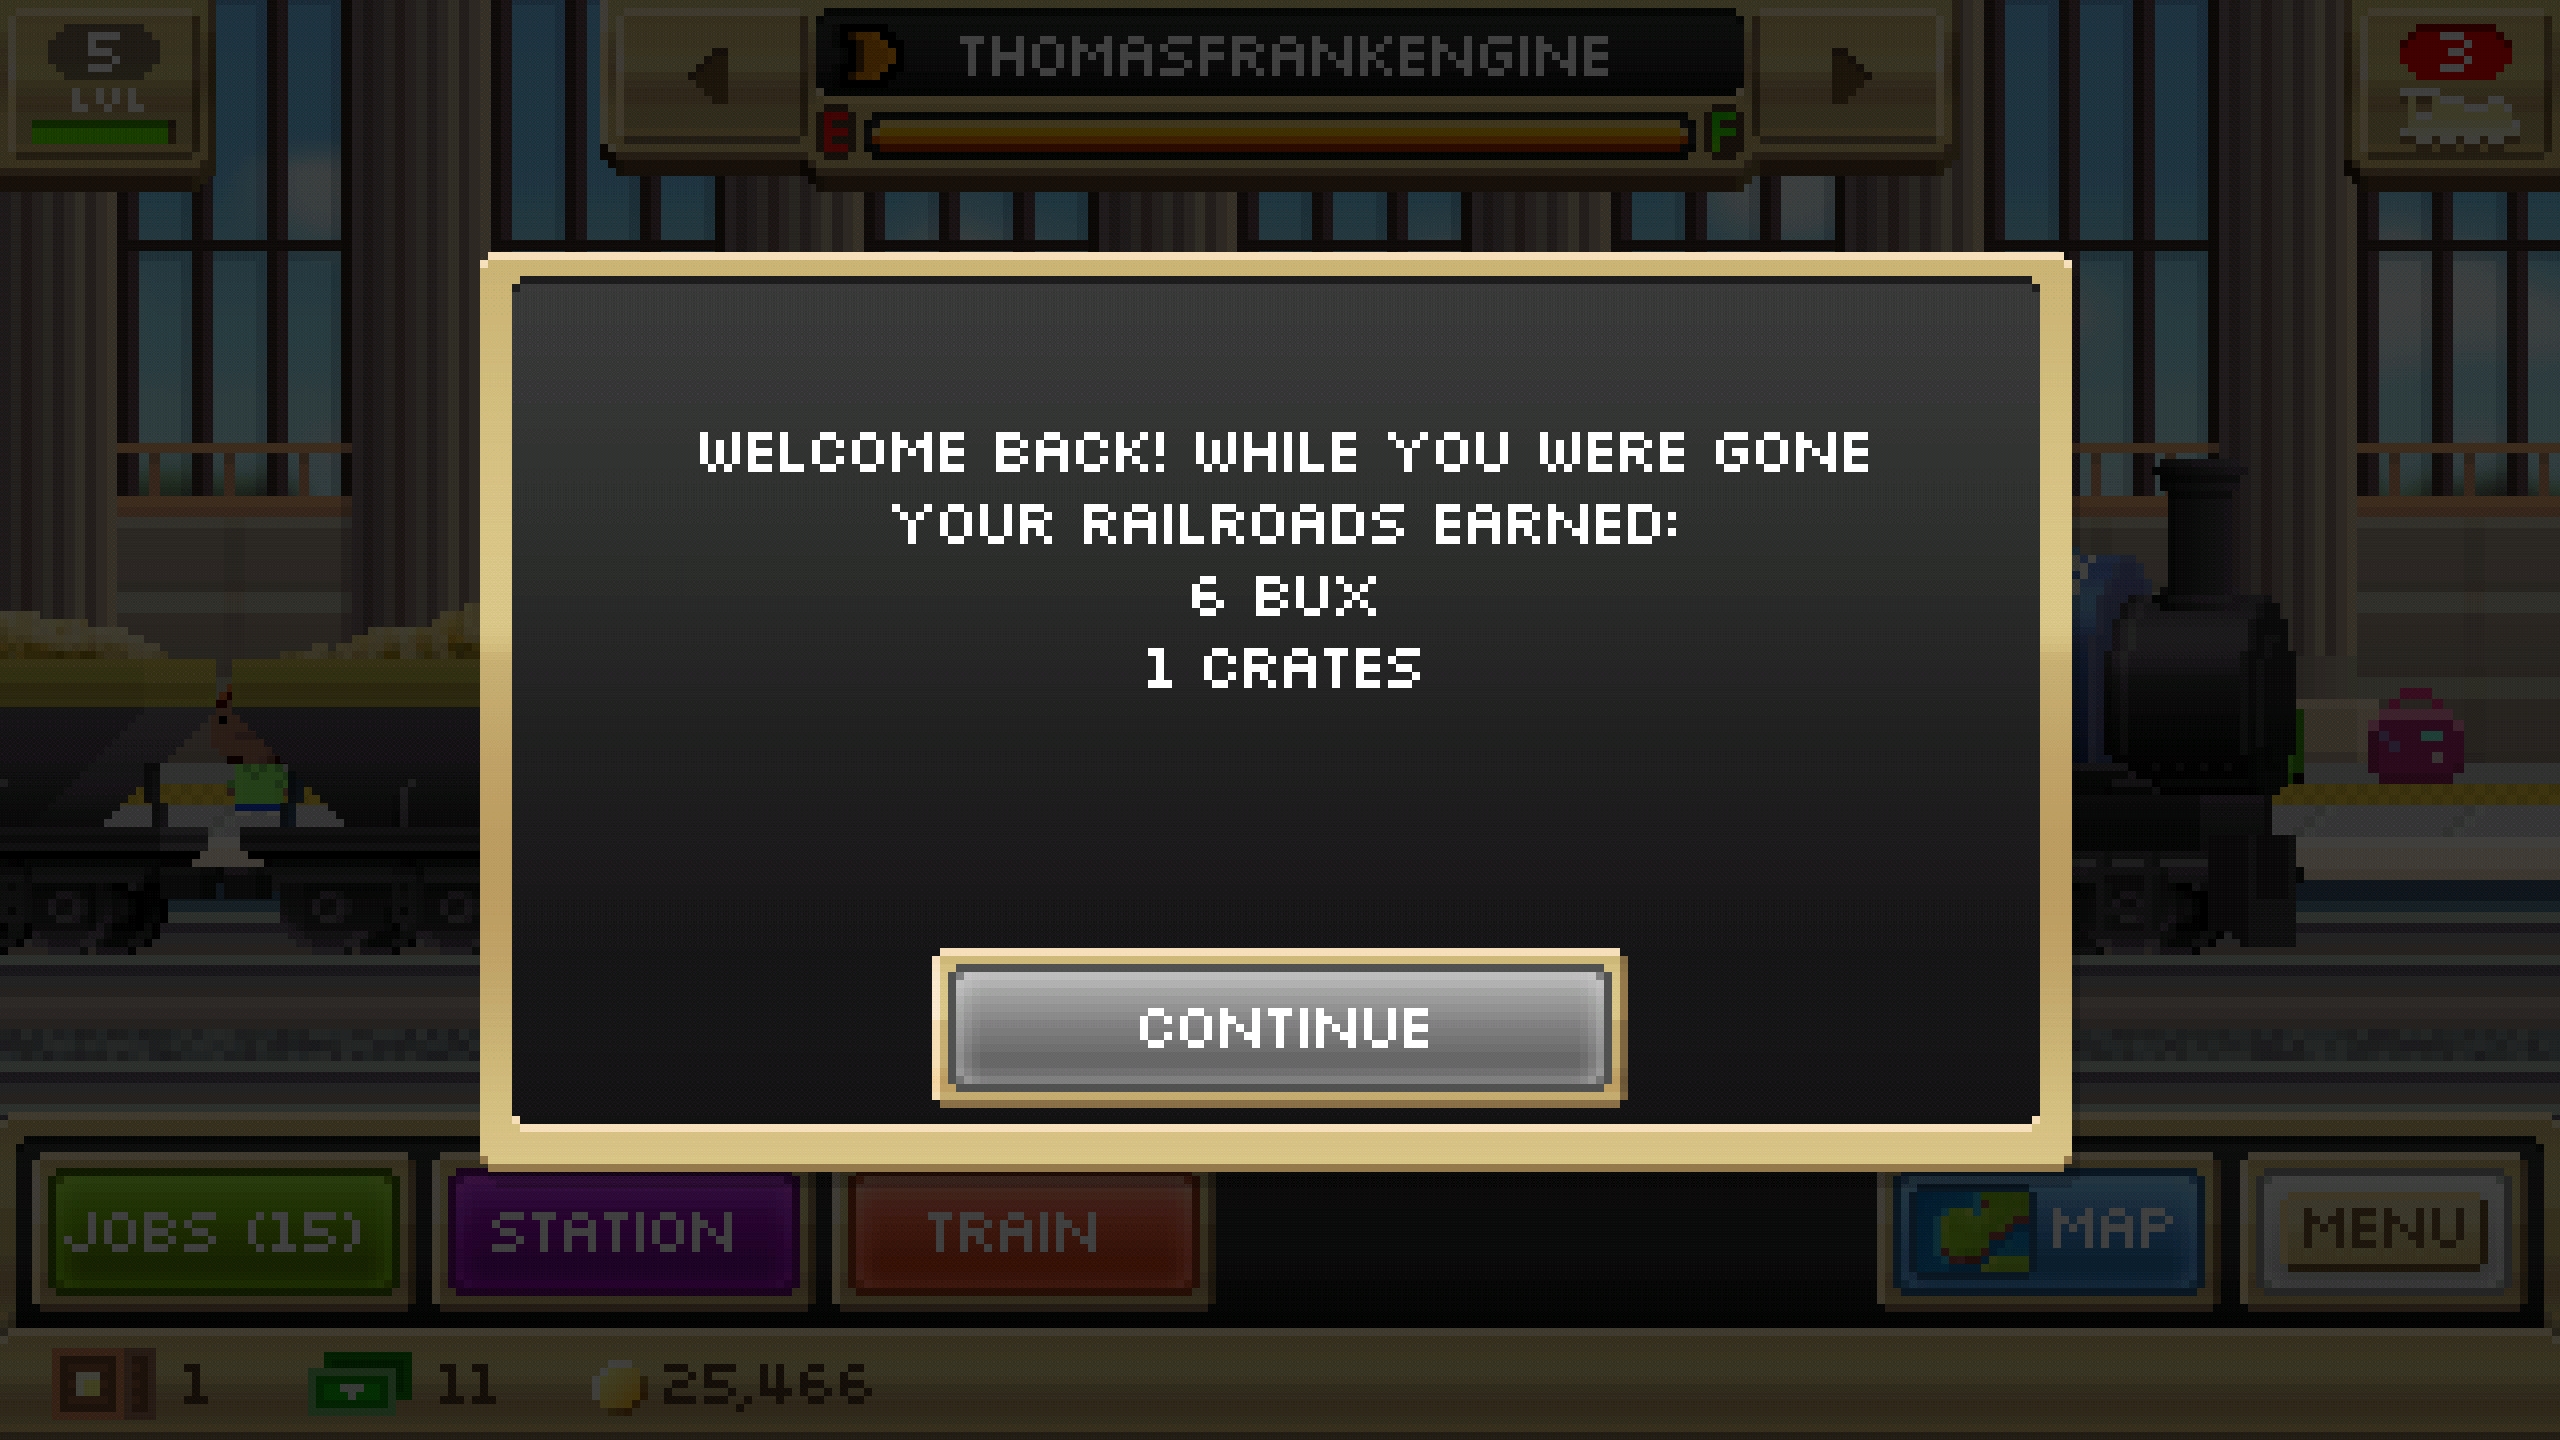 5
LVL
THOMASFRANKENGINE
E F
3
WELCOME BACK! WHILE YOU WERE GONE
YOUR RAILROADS EARNED:
6 BUX
1 CRATES
CONTINUE
JOBS (15)
STATION
TRAIN
MAP
MENU
1 11 25,466